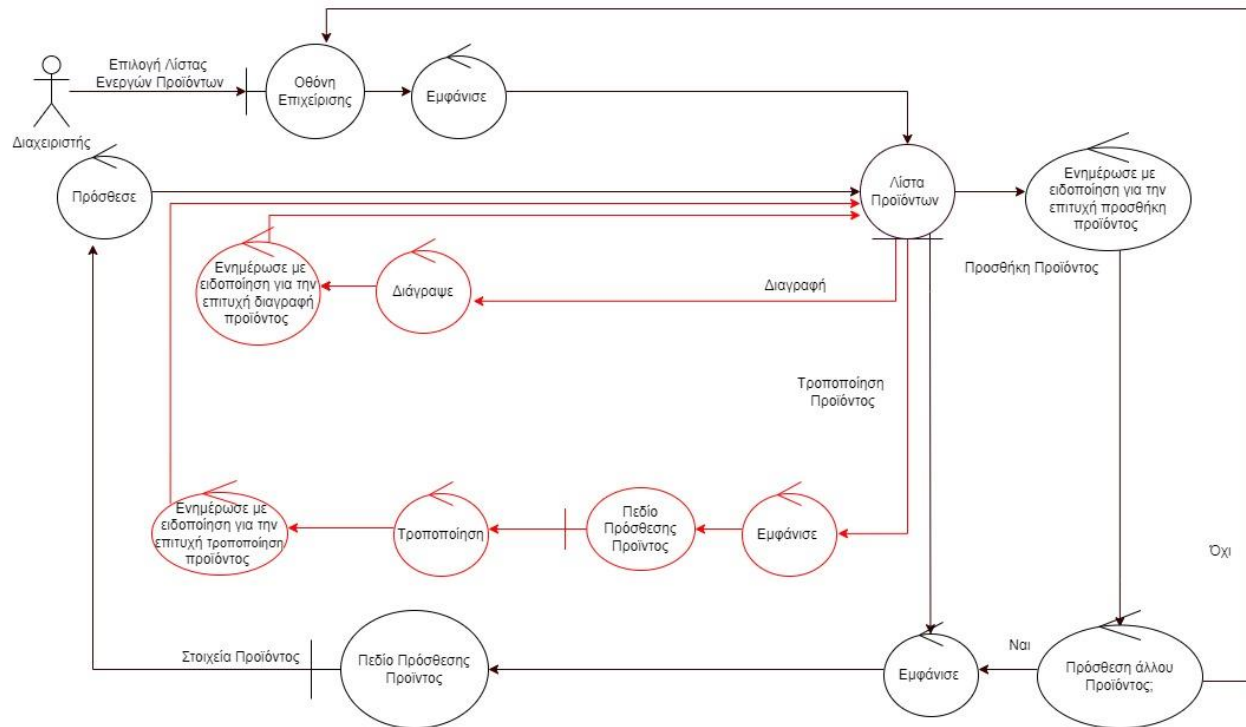 Επιλογή Λίστας
Ενεργών Προϊόντων
Διαχειριστής
Οθόνη
Επιχείρισης
Εμφάνισε
Πρόσθεσε
Λίστα
Προϊόντων
Ενημέρωσε με
ειδοποίηση για την
επιτυχή προσθήκη
προϊόντος
Προσθήκη Προϊόντος
Ενημέρωσε με
ειδοποίηση για την
επιτυχή διαγραφή
προϊόντος
Διάγραψε
Διαγραφή
Τροποποίηση
Προϊόντος
Ενημέρωσε με
ειδοποίηση για την
επιτυχή τροποποίηση
προϊόντος
Τροποποίηση
Πεδίο
Πρόσθεσης
Προϊντος
Εμφάνισε
Όχι
Στοιχεία Προϊόντος
Πεδίο Πρόσθεσης
Προϊντος
Εμφάνισε
Ναι
Πρόσθεση άλλου
Προϊόντος;